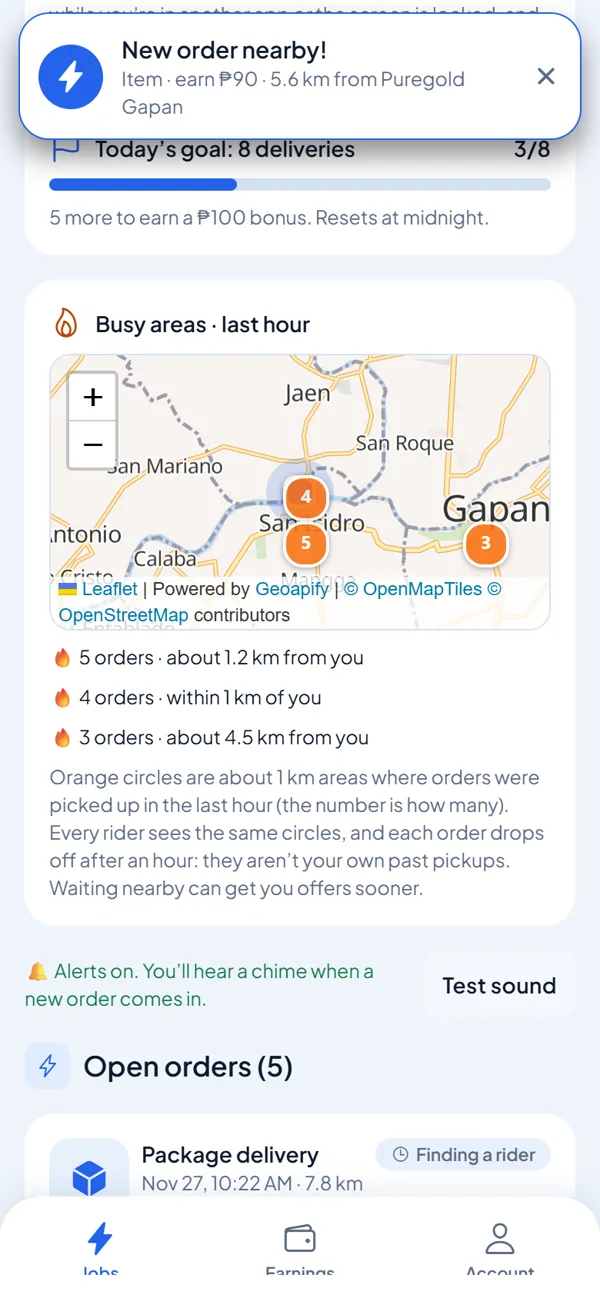 New order nearby!
Item · earn ₱90 · 5.6 km from Puregold
Gapan
Today's goal: 8 deliveries 3/8
5 more to earn a ₱100 bonus. Resets at midnight.
Busy areas · last hour
+
−
Jaen
San Roque
San Mariano
4
Gapan
San Isidro
5
3
ntonio
Calaba
Cristo
Leaflet | Powered by Geoapify | © OpenMapTiles ©
OpenStreetMap contributors
5 orders · about 1.2 km from you
4 orders · within 1 km of you
3 orders · about 4.5 km from you
Orange circles are about 1 km areas where orders were
picked up in the last hour (the number is how many).
Every rider sees the same circles, and each order drops
off after an hour: they aren't your own past pickups.
Waiting nearby can get you offers sooner.
Alerts on. You'll hear a chime when a
new order comes in.
Test sound
Open orders (5)
Package delivery
Finding a rider
Nov 27, 10:22 AM · 7.8 km
Jobs
Earnings
Account